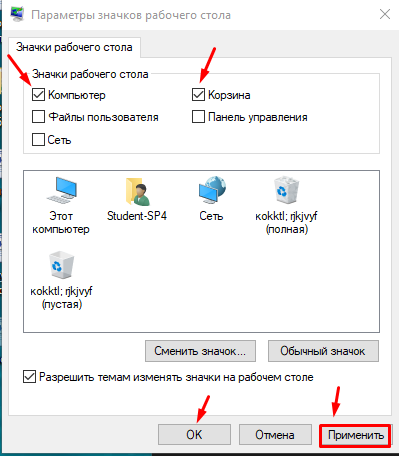 Параметры значков рабочего стола
Значки рабочего стола
Значки рабочего стола
Компьютер
Корзина
Файлы пользователя
Панель управления
Сеть
Этот
компьютер
Student-SP4
Сеть
кokktl; rjkjvyf
(полная)
кokktl; rjkjvyf
(пустая)
Сменить значок...
Обычный значок
Разрешить темам изменять значки на рабочем столе
OK
Отмена
Применить